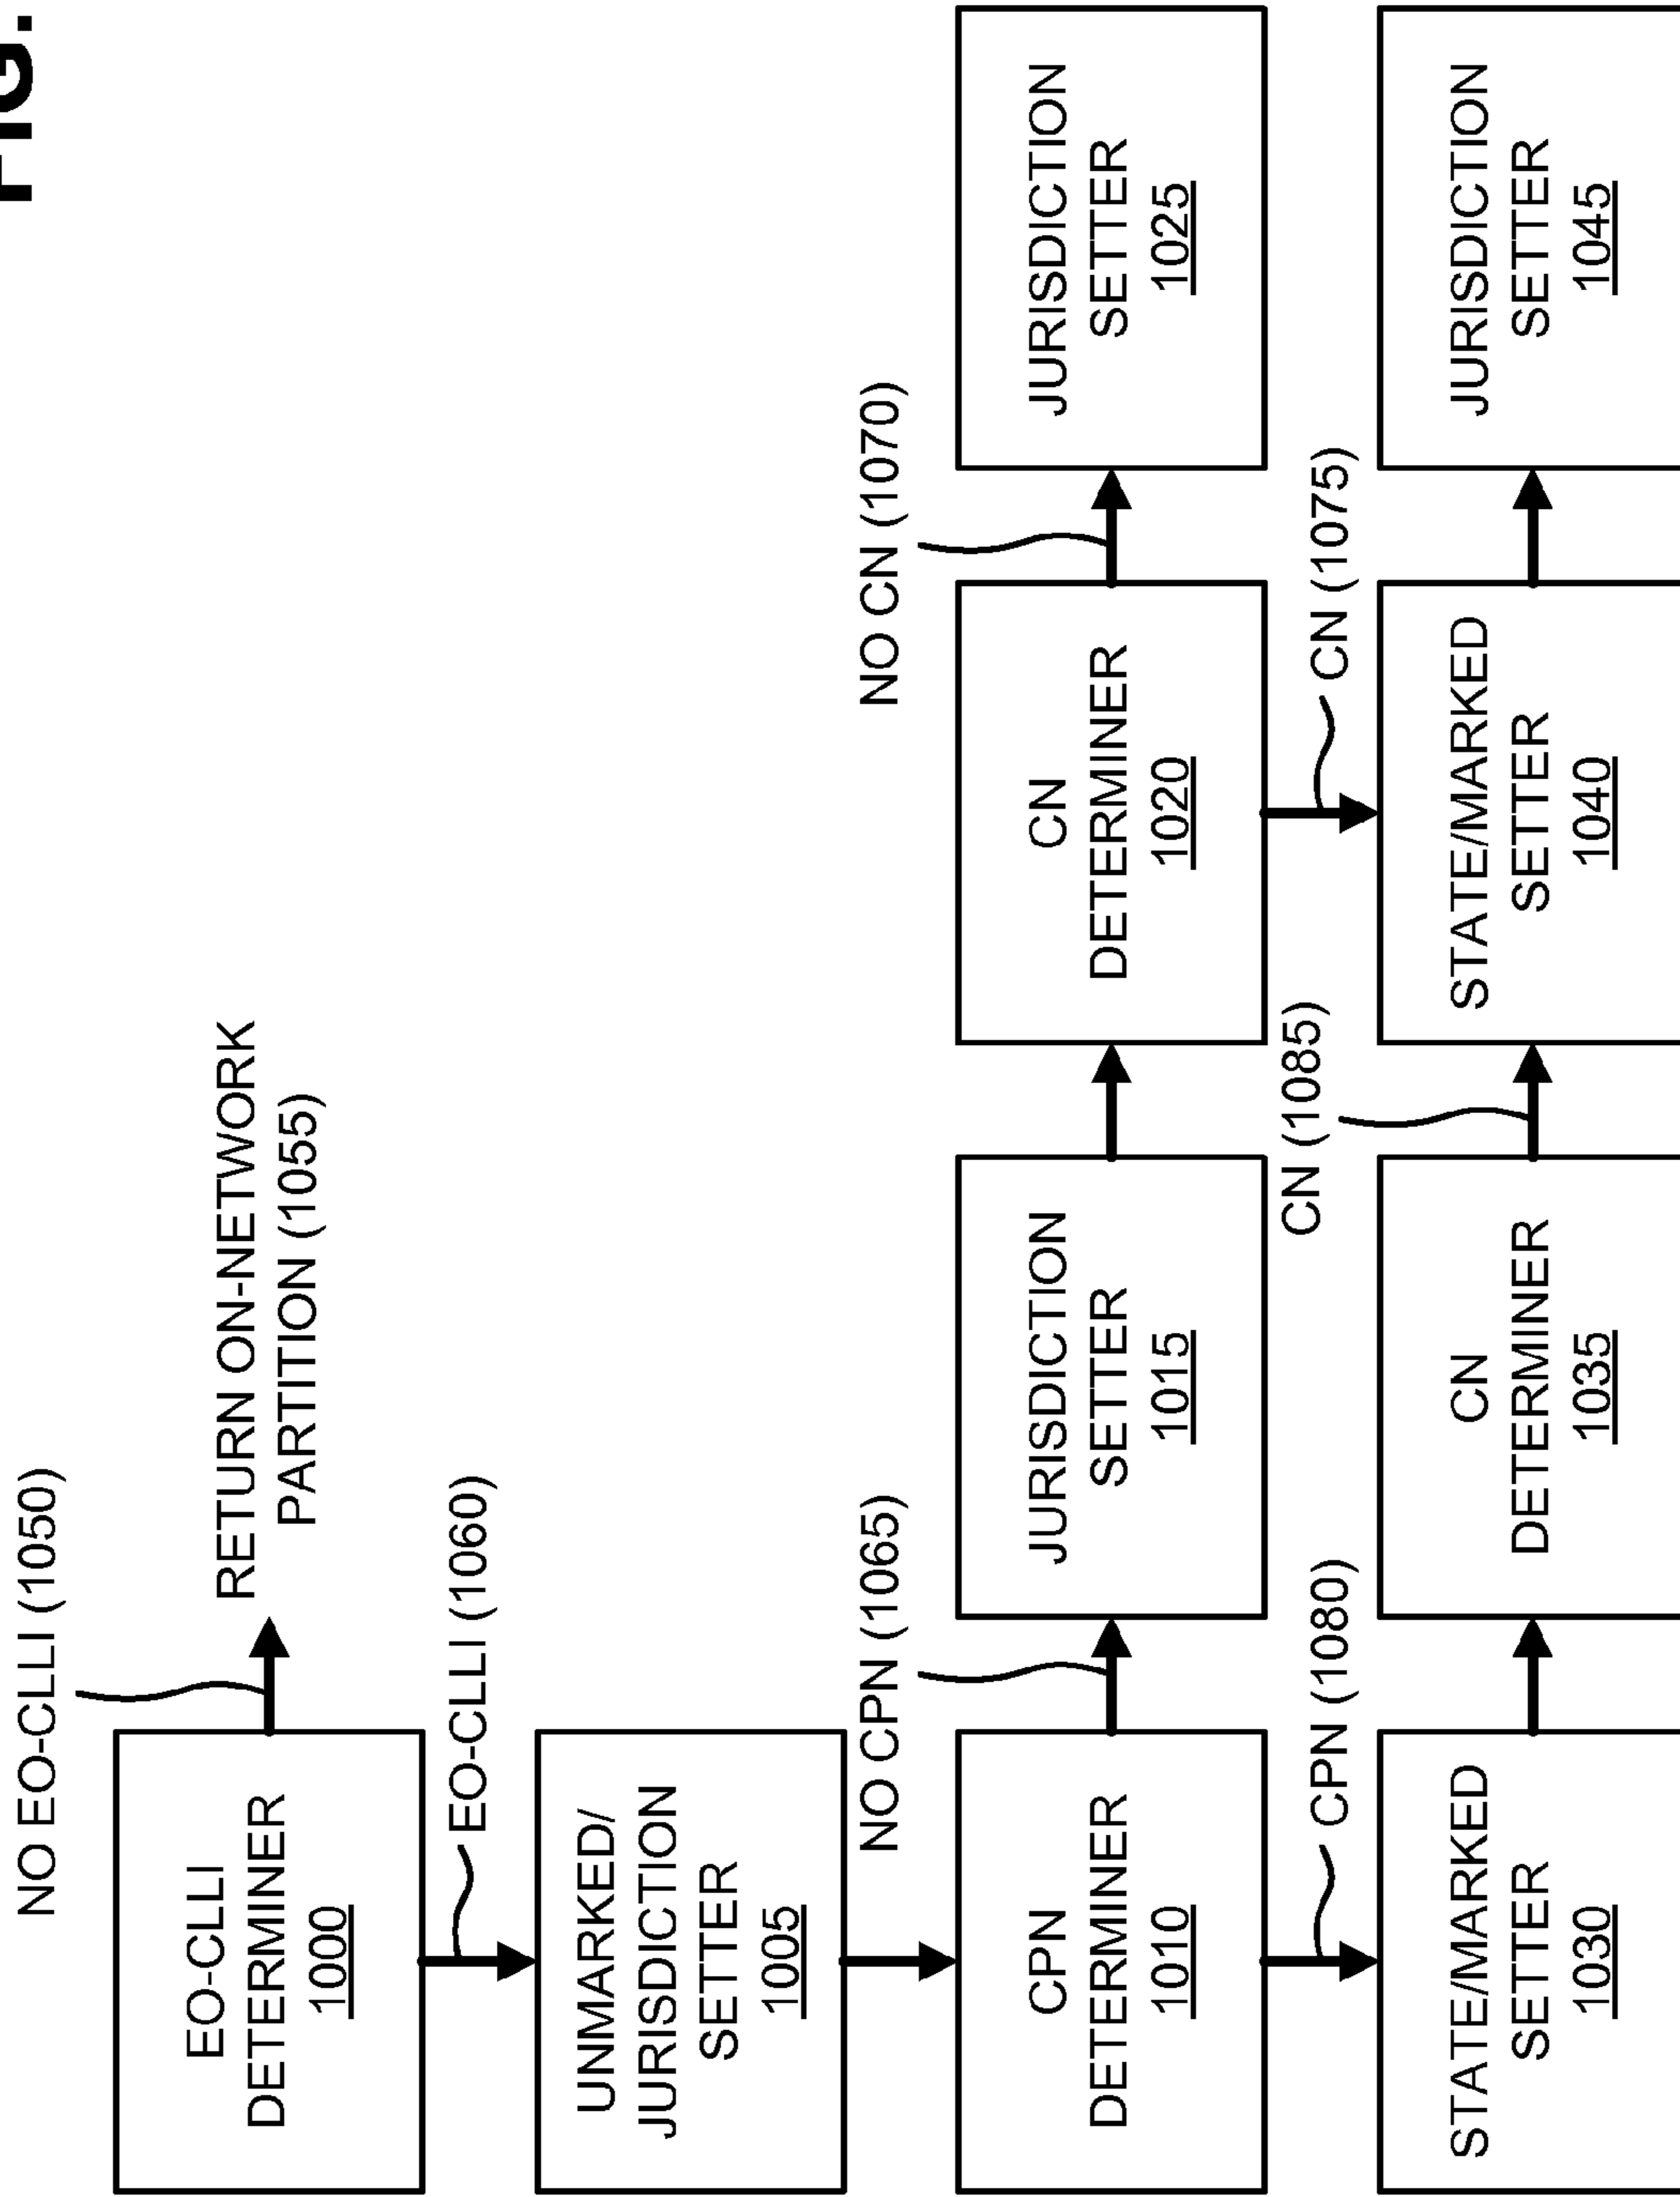 FIG.
NO EO-CLLI (1050)
EO-CLLI
DETERMINER
1000
RETURN ON-NETWORK
PARTITION (1055)
EO-CLLI (1060)
UNMARKED/
JURISDICTION
SETTER
1005
NO CPN (1065)
NO CN (1070)
CPN
DETERMINER
1010
JURISDICTION
SETTER
1015
CN
DETERMINER
1020
JURISDICTION
SETTER
1025
CPN (1080)
CN (1085)
CN (1075)
STATE/MARKED
SETTER
1030
CN
DETERMINER
1035
STATE/MARKED
SETTER
1040
JURISDICTION
SETTER
1045